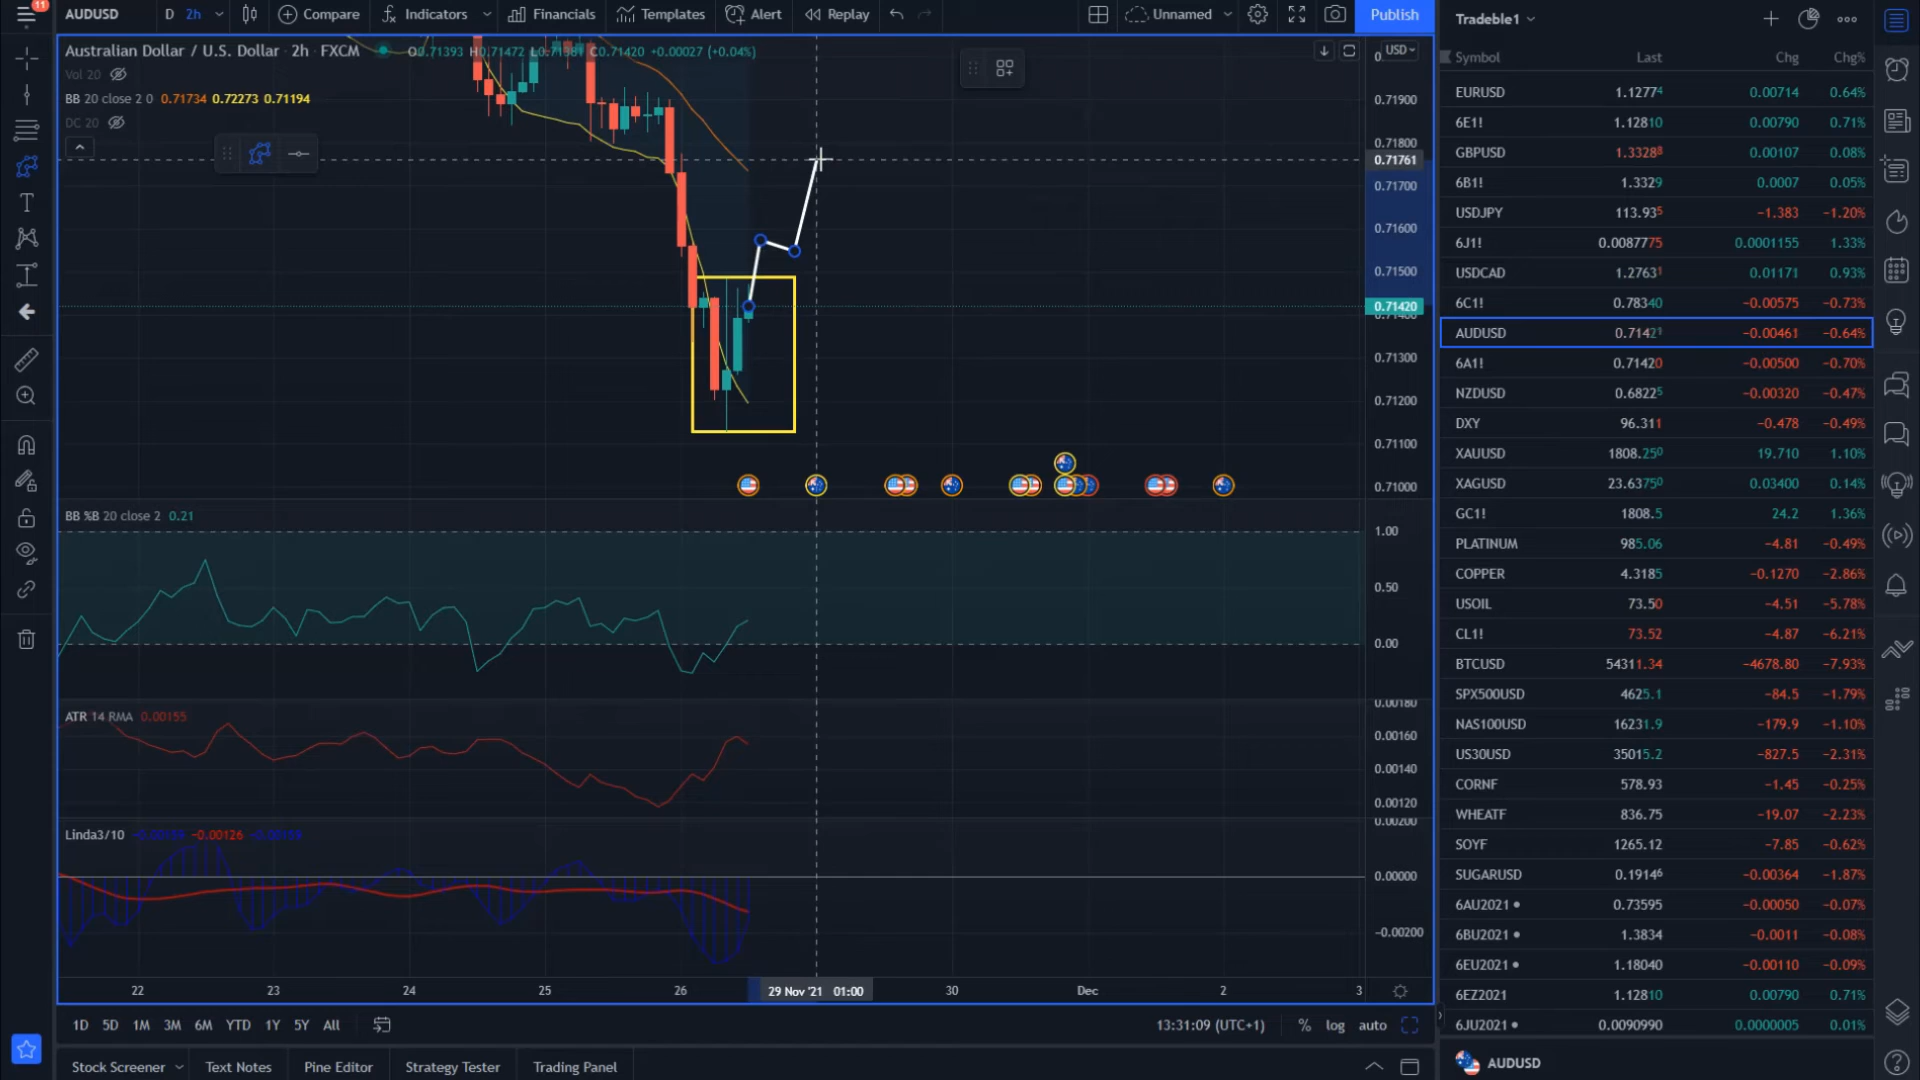 11
AUDUSD D 2h Compare Indicators Financials Templates Alert Replay Unnamed Publish
Australian Dollar / U.S. Dollar · 2h · FXCM O0.71393 H0.71472 L0.71381 C0.71420 +0.00027 (+0.04%)
USD
Vol 20
BB 20 close 2 0 0.71734 0.72273 0.71194
DC 20
0.71900
0.71800
0.71761
0.71700
0.71600
0.71500
0.71420
0.71400
0.71300
0.71200
0.71100
0.71000
BB %B 20 close 2 0.21
1.00
0.50
0.00
ATR 14 RMA 0.00155
0.00180
0.00160
0.00140
0.00120
Linda3/10 -0.00126
0.00200
0.00000
-0.00200
22 23 24 25 26 29 Nov '21 01:00 30 Dec 2 3
1D 5D 1M 3M 6M YTD 1Y 5Y All 13:31:09 (UTC+1) % log auto
Stock Screener Text Notes Pine Editor Strategy Tester Trading Panel
Tradeble1
Symbol Last Chg Chg%
EURUSD 1.12774 0.00714 0.64%
6E1! 1.12810 0.00790 0.71%
GBPUSD 1.33288 0.00107 0.08%
6B1! 1.3329 0.0007 0.05%
USDJPY 113.935 −1.383 −1.20%
6J1! 0.0087775 0.0001155 1.33%
USDCAD 1.27631 0.01171 0.93%
6C1! 0.78340 −0.00575 −0.73%
AUDUSD 0.71421 −0.00461 −0.64%
6A1! 0.71420 −0.00500 −0.70%
NZDUSD 0.68225 −0.00320 −0.47%
DXY 96.311 −0.478 −0.49%
XAUUSD 1808.250 19.710 1.10%
XAGUSD 23.63750 0.03400 0.14%
GC1! 1808.5 24.2 1.36%
PLATINUM 985.06 −4.81 −0.49%
COPPER 4.3185 −0.1270 −2.86%
USOIL 73.50 −4.51 −5.78%
CL1! 73.52 −4.87 −6.21%
BTCUSD 54311.34 −4678.80 −7.93%
SPX500USD 4625.1 −84.5 −1.79%
NAS100USD 16231.9 −179.9 −1.10%
US30USD 35015.2 −827.5 −2.31%
CORNF 578.93 −1.45 −0.25%
WHEATF 836.75 −19.07 −2.23%
SOYF 1265.12 −7.85 −0.62%
SUGARUSD 0.19146 −0.00364 −1.87%
6AU2021 0.73595 −0.00050 −0.07%
6BU2021 1.3834 −0.0011 −0.08%
6EU2021 1.18040 −0.00110 −0.09%
6EZ2021 1.12810 0.00790 0.71%
6JU2021 0.0090990 0.0000005 0.01%
AUDUSD